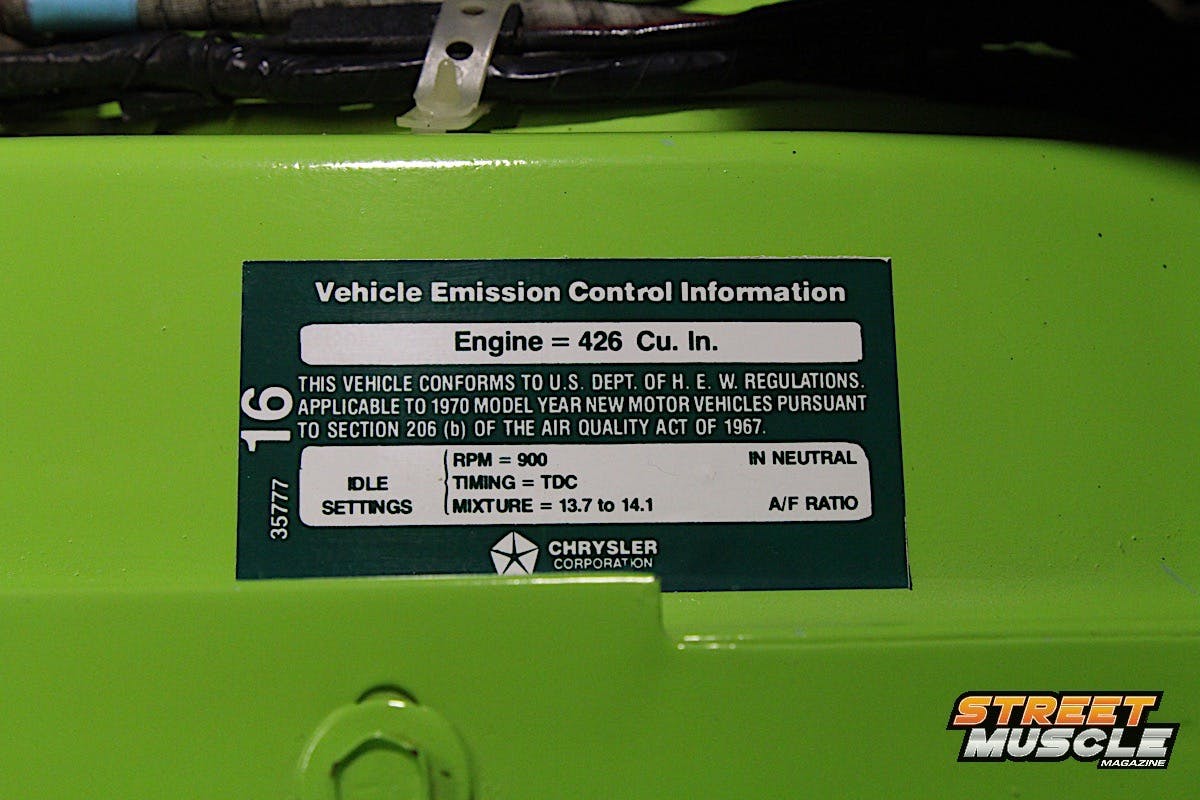 Vehicle Emission Control Information
Engine = 426 Cu. In.
THIS VEHICLE CONFORMS TO U.S. DEPT. OF H. E. W. REGULATIONS.
APPLICABLE TO 1970 MODEL YEAR NEW MOTOR VEHICLES PURSUANT
TO SECTION 206 (b) OF THE AIR QUALITY ACT OF 1967.
16
35777
IDLE
SETTINGS
RPM = 900 IN NEUTRAL
TIMING = TDC
MIXTURE = 13.7 to 14.1 A/F RATIO
CHRYSLER
CORPORATION
STREET
MUSCLE
MAGAZINE